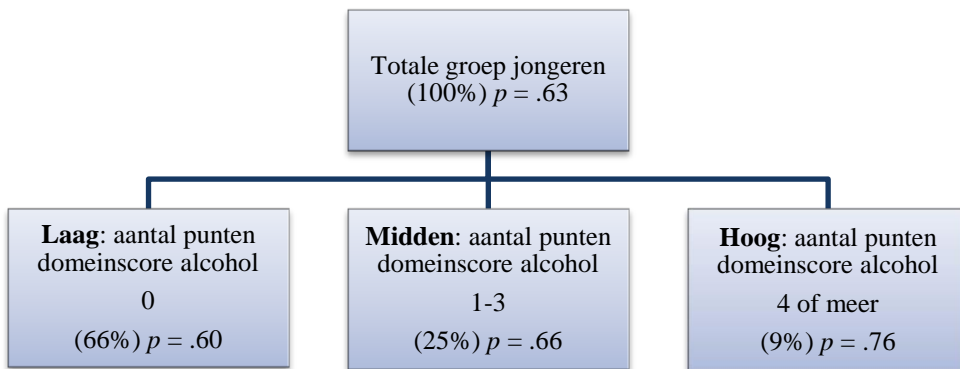 Totale groep jongeren
(100%) p = .63
Laag: aantal punten
domeinscore alcohol
0
(66%) p = .60
Midden: aantal punten
domeinscore alcohol
1-3
(25%) p = .66
Hoog: aantal punten
domeinscore alcohol
4 of meer
(9%) p = .76